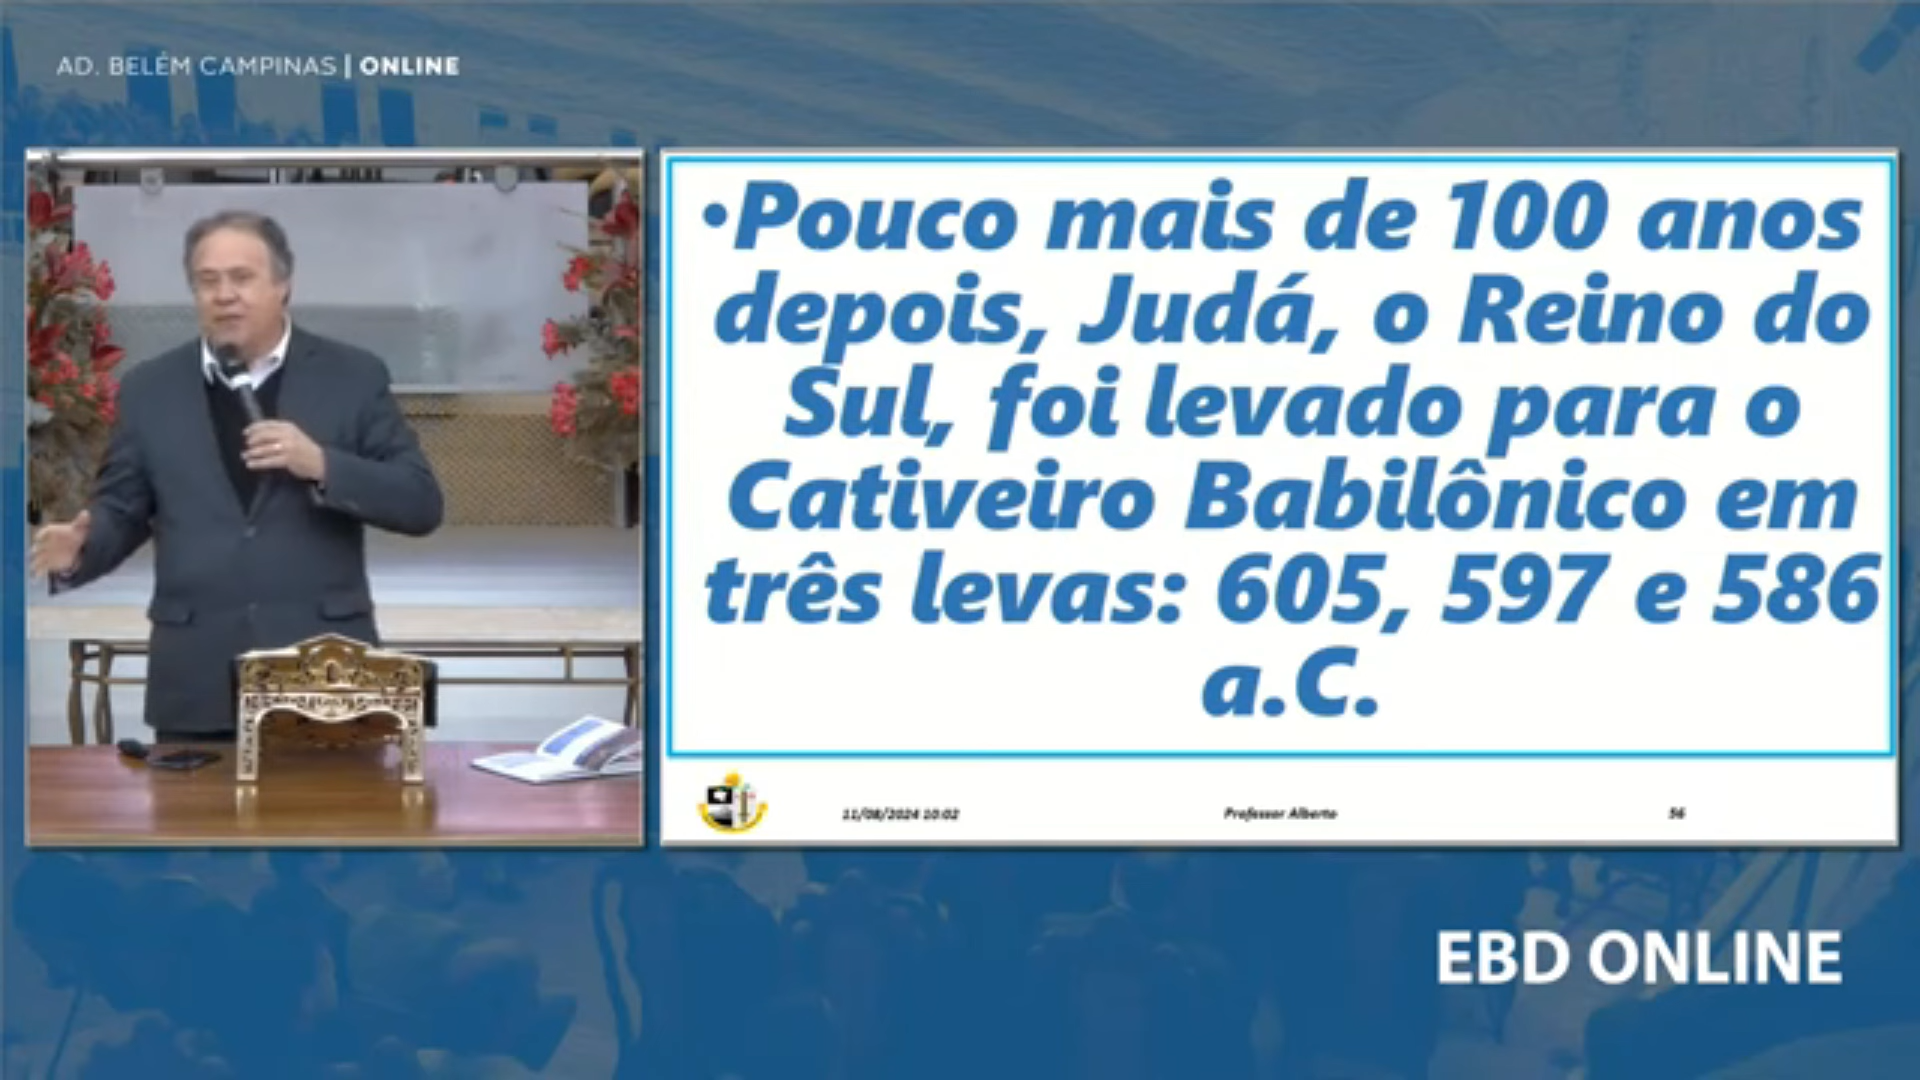 AD. BELÉM CAMPINAS | ONLINE
•Pouco mais de 100 anos
depois, Judá, o Reino do
Sul, foi levado para o
Cativeiro Babilônico em
três levas: 605, 597 e 586
a.C.
11/08/2024 10:02
Professor Alberto
56
EBD ONLINE